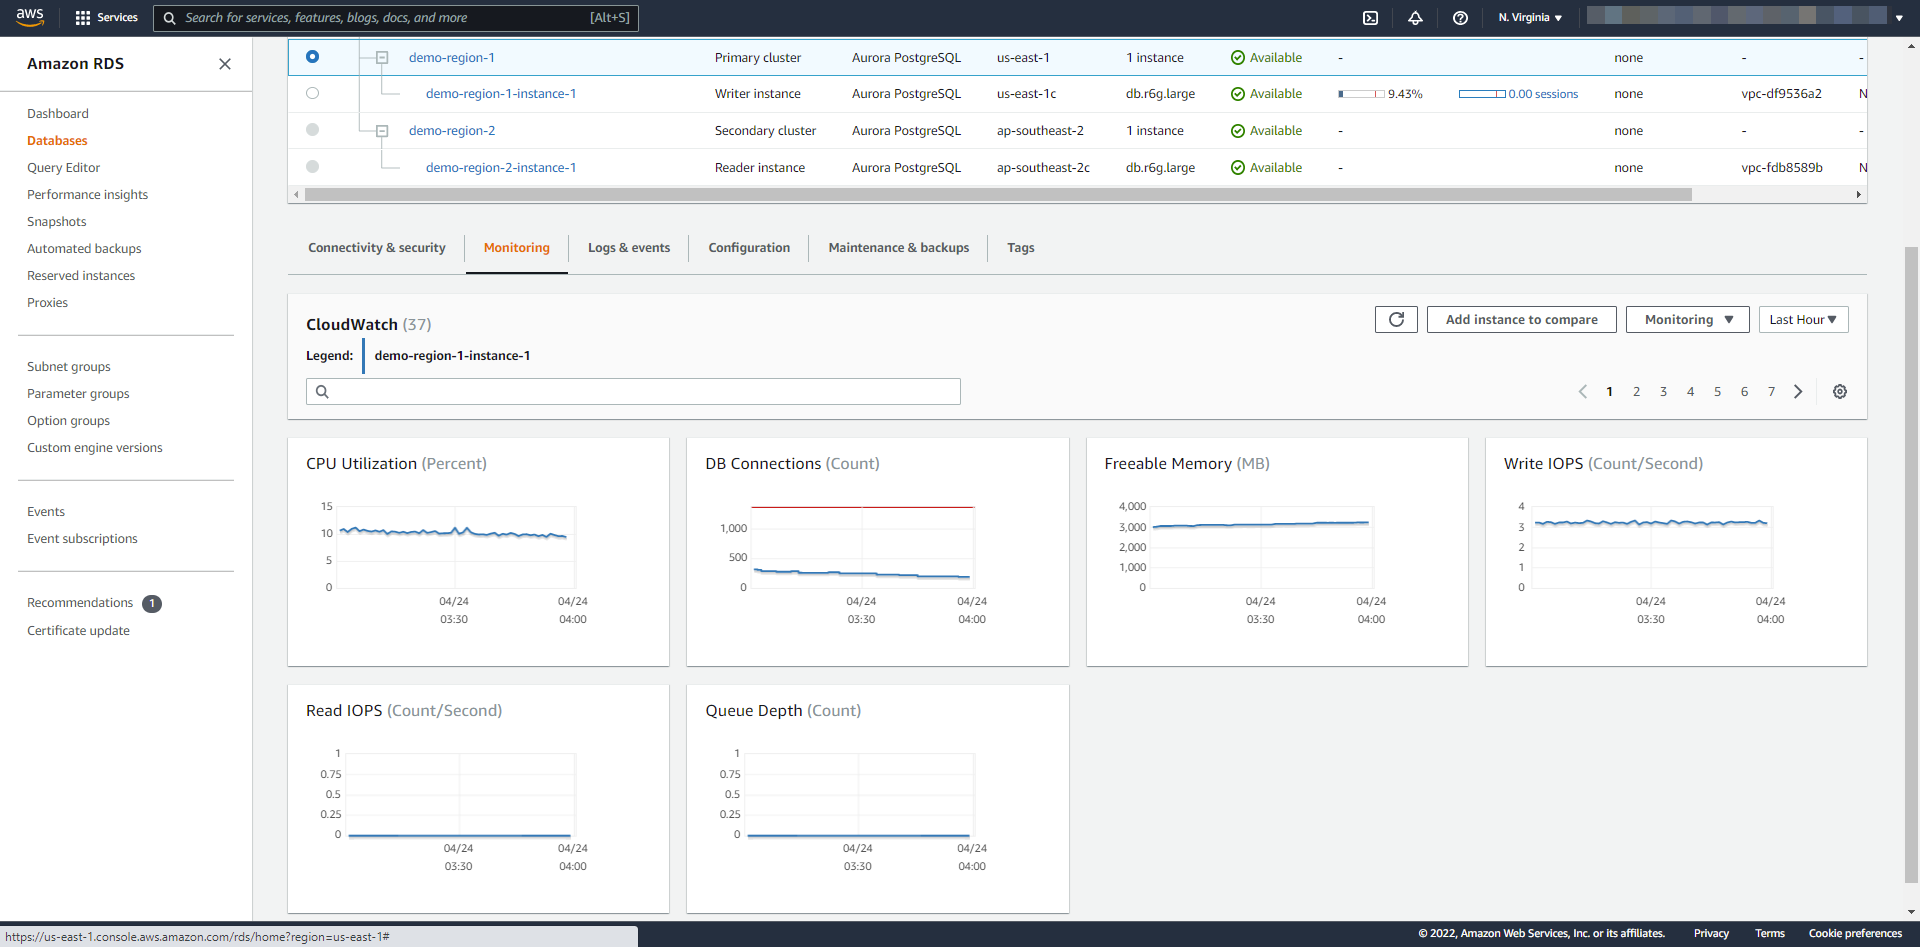 aws
Services
Search for services, features, blogs, docs, and more
[Alt+S]
N. Virginia ▼
Amazon RDS
Dashboard
Databases
Query Editor
Performance insights
Snapshots
Automated backups
Reserved instances
Proxies
Subnet groups
Parameter groups
Option groups
Custom engine versions
Events
Event subscriptions
Recommendations 1
Certificate update
demo-region-1 Primary cluster Aurora PostgreSQL us-east-1 1 instance Available - none - -
demo-region-1-instance-1 Writer instance Aurora PostgreSQL us-east-1c db.r6g.large Available 9.43% 0.00 sessions none vpc-df9536a2 N
demo-region-2 Secondary cluster Aurora PostgreSQL ap-southeast-2 1 instance Available - none - -
demo-region-2-instance-1 Reader instance Aurora PostgreSQL ap-southeast-2c db.r6g.large Available - none vpc-fdb8589b N
Connectivity & security Monitoring Logs & events Configuration Maintenance & backups Tags
CloudWatch (37)
Add instance to compare Monitoring ▼ Last Hour▼
Legend: demo-region-1-instance-1
1 2 3 4 5 6 7
CPU Utilization (Percent)
15
10
5
0
04/24 04/24
03:30 04:00
DB Connections (Count)
1,000
500
0
04/24 04/24
03:30 04:00
Freeable Memory (MB)
4,000
3,000
2,000
1,000
0
04/24 04/24
03:30 04:00
Write IOPS (Count/Second)
4
3
2
1
0
04/24 04/24
03:30 04:00
Read IOPS (Count/Second)
1
0.75
0.5
0.25
0
04/24 04/24
03:30 04:00
Queue Depth (Count)
1
0.75
0.5
0.25
0
04/24 04/24
03:30 04:00
https://us-east-1.console.aws.amazon.com/rds/home?region=us-east-1#
© 2022, Amazon Web Services, Inc. or its affiliates. Privacy Terms Cookie preferences